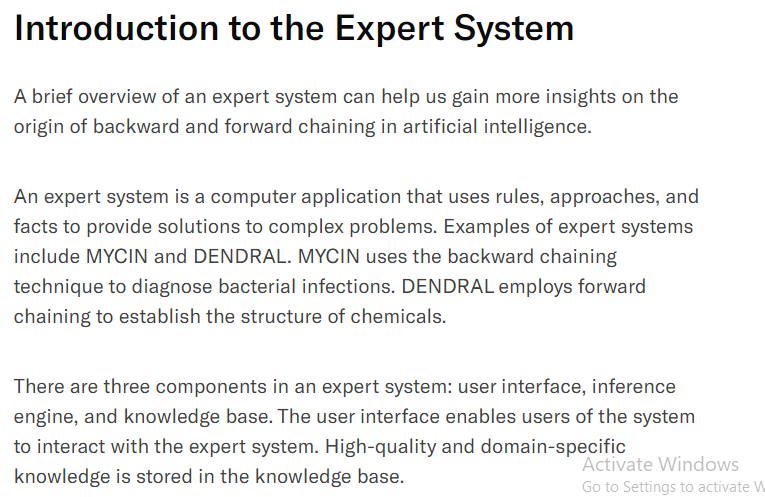 Introduction to the Expert System
A brief overview of an expert system can help us gain more insights on the
origin of backward and forward chaining in artificial intelligence.
An expert system is a computer application that uses rules, approaches, and
facts to provide solutions to complex problems. Examples of expert systems
include MYCIN and DENDRAL. MYCIN uses the backward chaining
technique to diagnose bacterial infections. DENDRAL employs forward
chaining to establish the structure of chemicals.
There are three components in an expert system: user interface, inference
engine, and knowledge base. The user interface enables users of the system
to interact with the expert system. High-quality and domain-specific
knowledge is stored in the knowledge base.
Activate Windows
Go to Settings to activate W